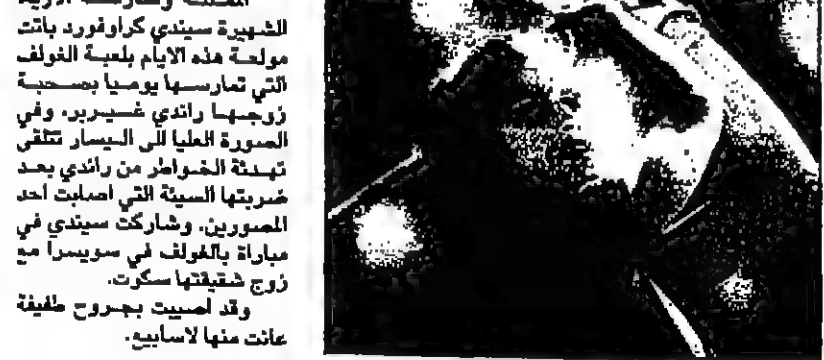 الشهيرة سيندي كراوفورد باتت
مولعة هذه الايام بلعبة الغولف
التي تمارسها يوميا بصحبة
زوجها راندي غيربر. وفي
الصورة العليا الى اليسار تتلقى
تهدئة الخواطر من راندي بعد
ضربتها السيئة التي اصابت احد
المصورين. وشاركت سيندي في
مباراة بالغولف في سويسرا مع
زوج شقيقتها سكوت.
وقد اصيبت بجروح طفيفة
عانت منها لاسابيع.